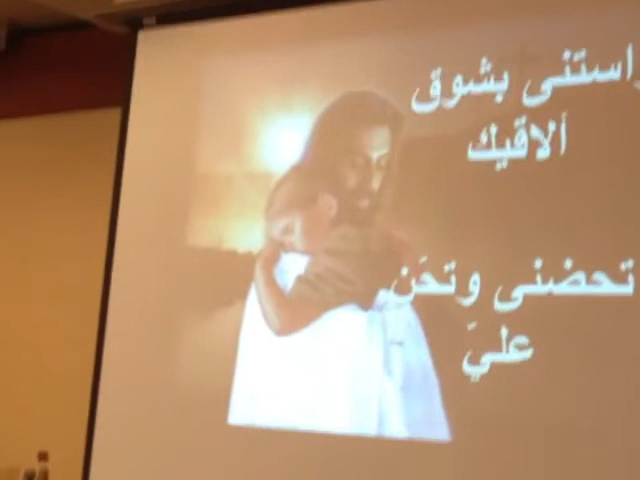 واستنى بشوق
ألاقيك
تحضنى وتحَن
عليَ